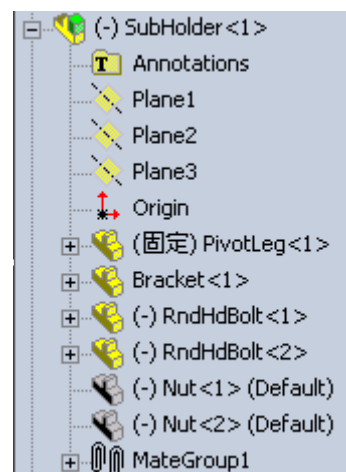 (-) SubHolder<1>
Annotations
Plane1
Plane2
Plane3
Origin
(固定) PivotLeg<1>
Bracket<1>
(-) RndHdBolt<1>
(-) RndHdBolt<2>
(-) Nut<1> (Default)
(-) Nut<2> (Default)
MateGroup1